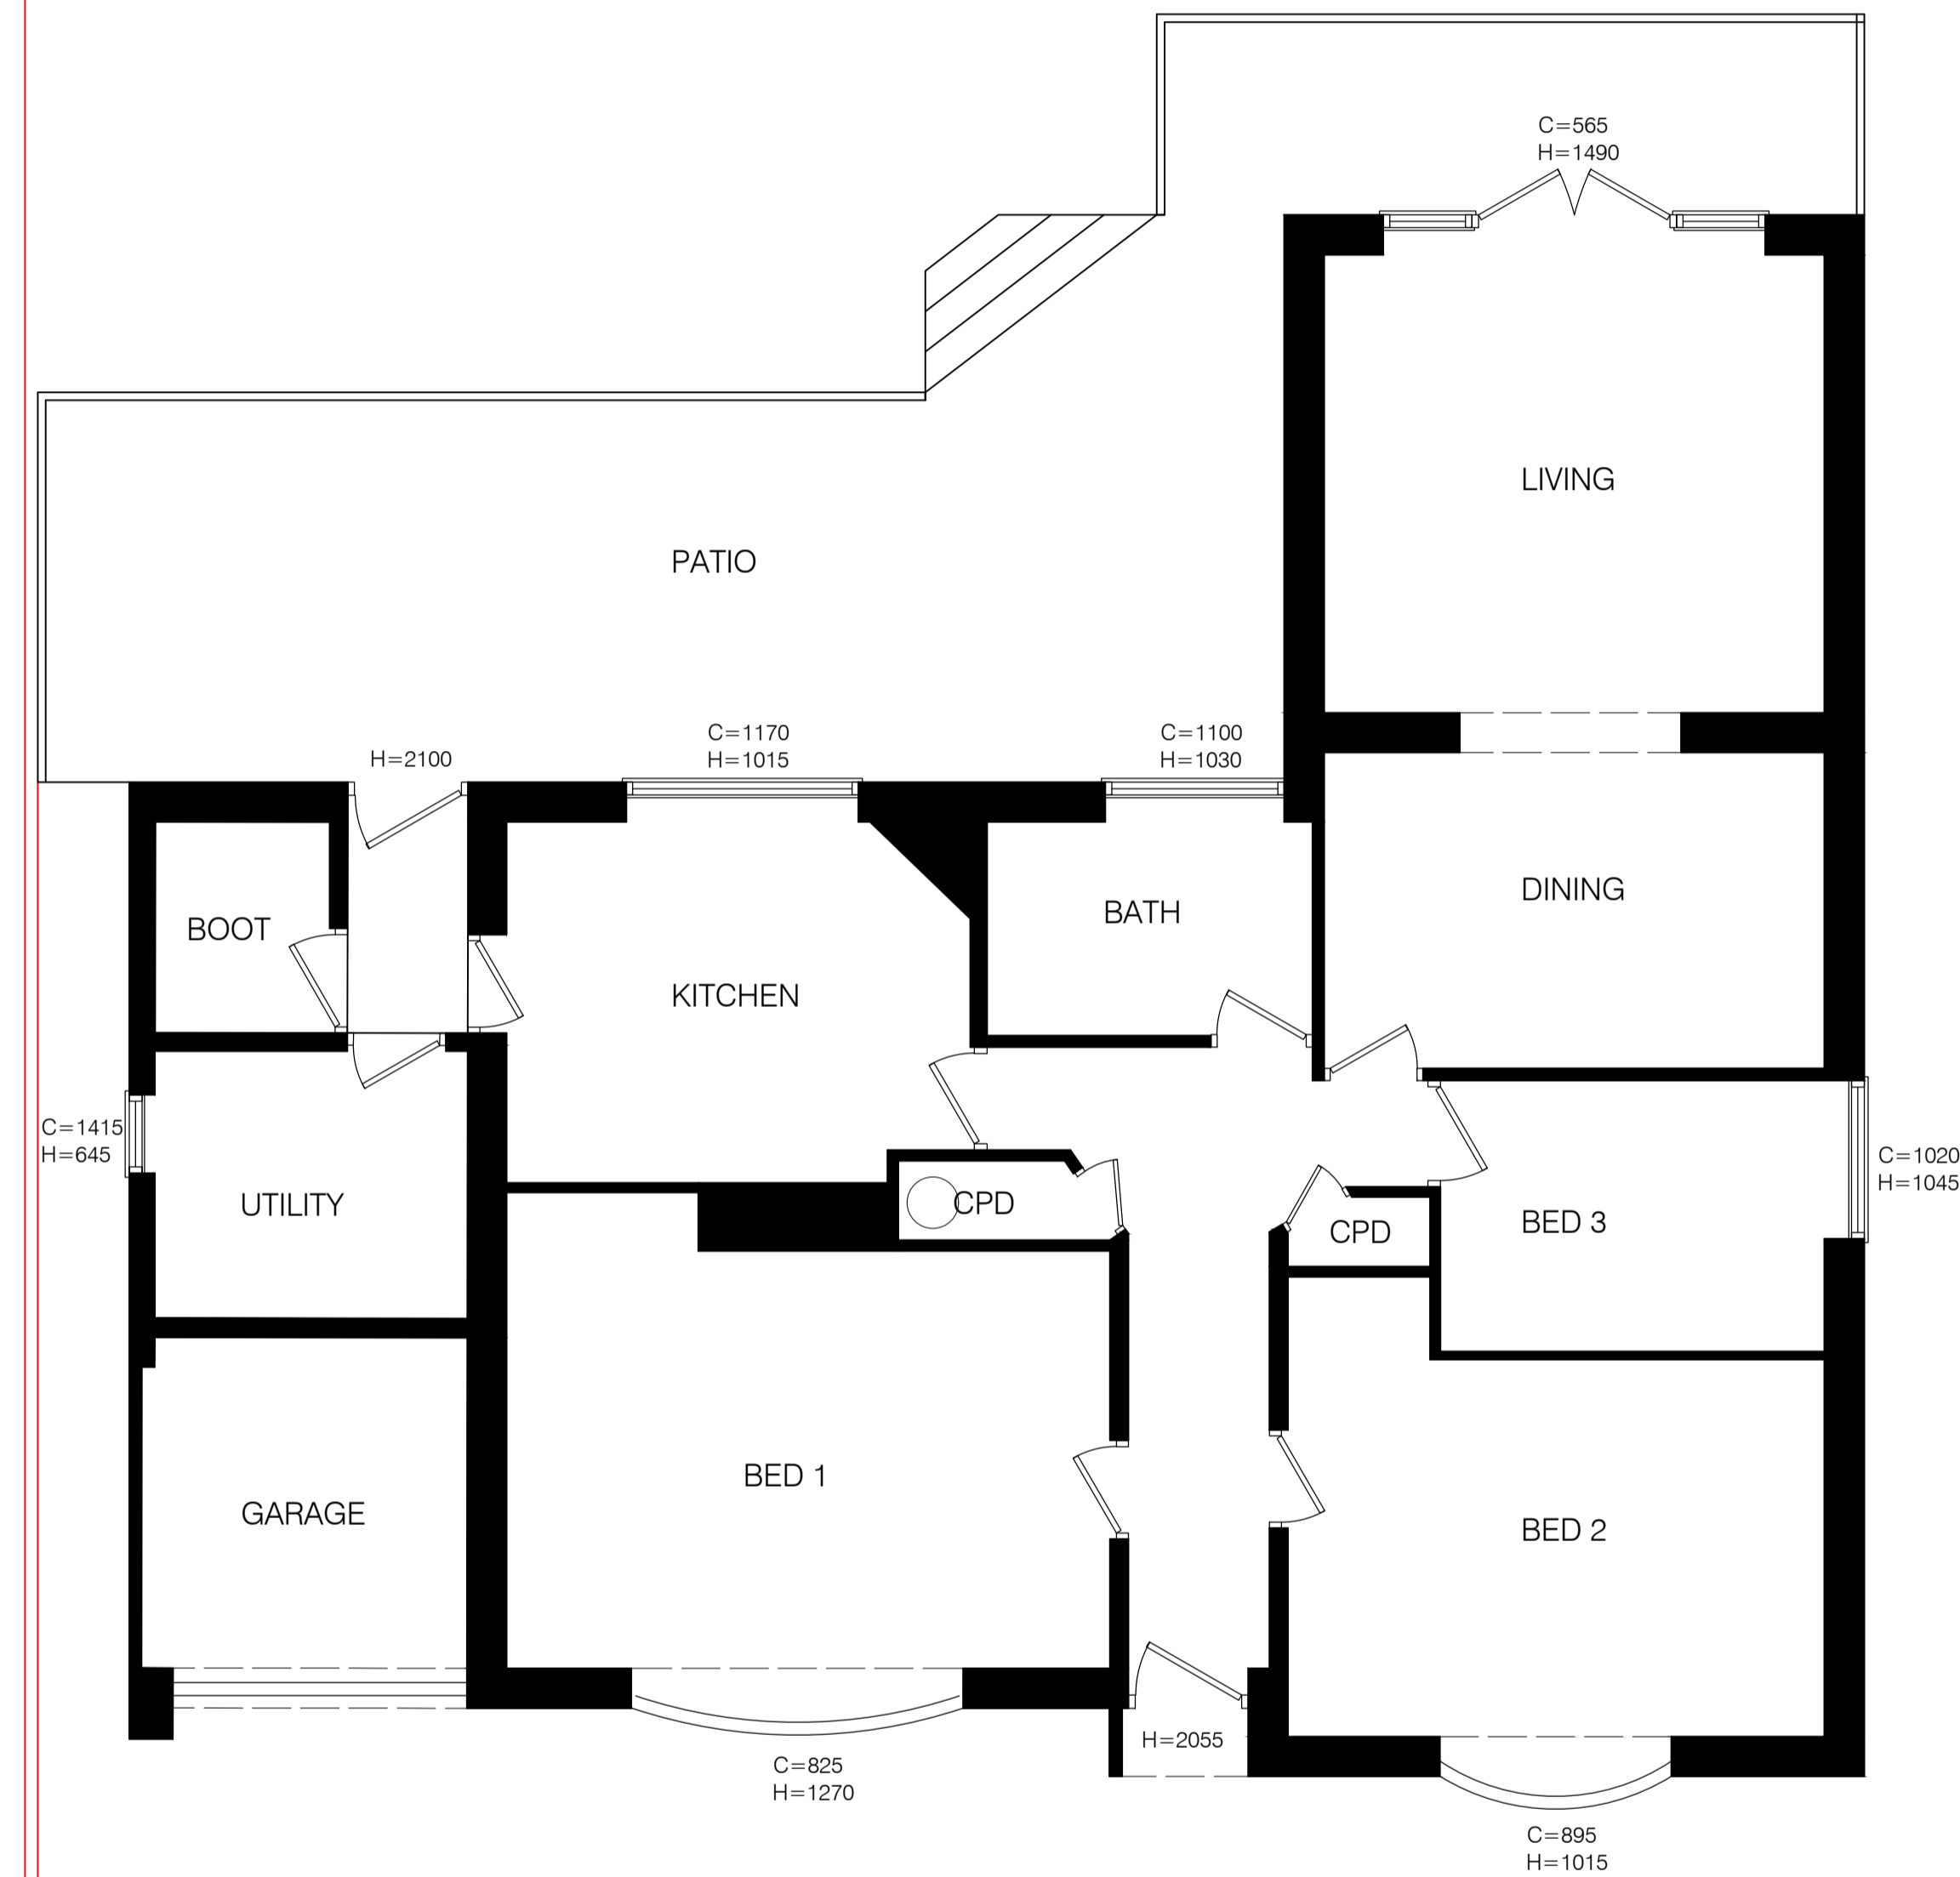 C=565
H=1490
LIVING
PATIO
C=1170
H=1015
C=1100
H=1030
H=2100
DINING
BATH
BOOT
KITCHEN
C=1415
H=645
C=1020
H=1045
UTILITY
CPD
CPD
BED 3
BED 1
GARAGE
BED 2
H=2055
C=825
H=1270
C=895
H=1015